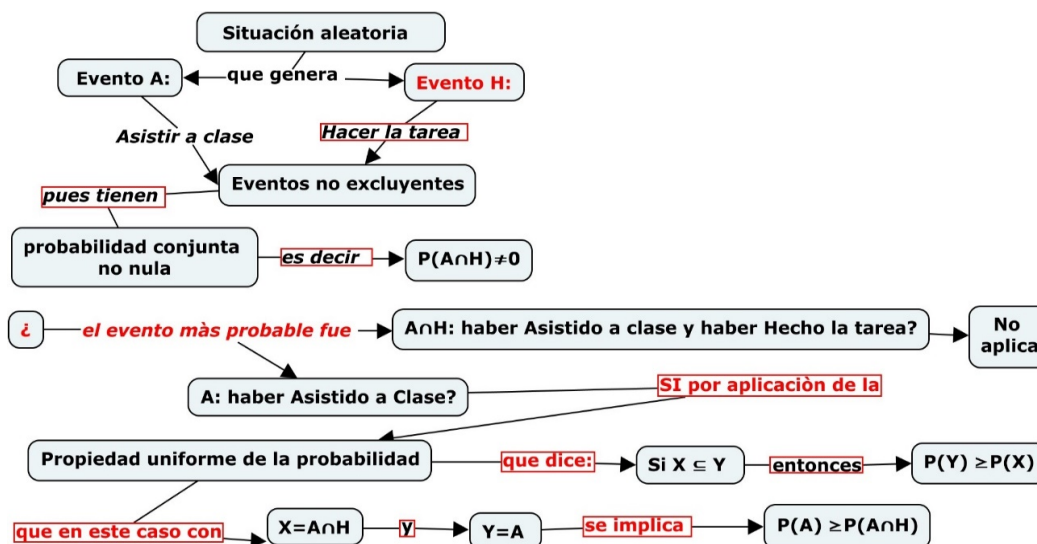 Situación aleatoria
Evento A:
que genera
Evento H:
Asistir a clase
Hacer la tarea
Eventos no excluyentes
pues tienen
probabilidad conjunta
no nula
es decir
P(A∩H)≠0
¿
el evento màs probable fue
A∩H: haber Asistido a clase y haber Hecho la tarea?
No
aplica
A: haber Asistido a Clase?
SI por aplicaciòn de la
Propiedad uniforme de la probabilidad
que dice:
Si X ⊆ Y
entonces
P(Y) ≥P(X)
que en este caso con
X=A∩H
y
Y=A
se implica
P(A) ≥P(A∩H)